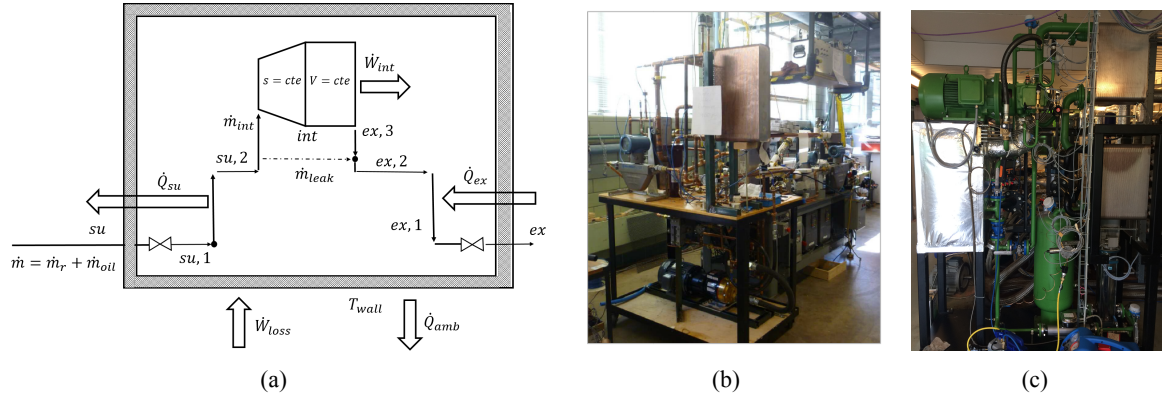 s = cte
V = cte
Ẇ_int
ṁ_int
int
ex, 3
su, 2
ex, 2
ṁ_leak
Q̇_su
Q̇_ex
su
ex, 1
ex
su, 1
ṁ = ṁ_r + ṁ_oil
T_wall
Ẇ_loss
Q̇_amb
(a)
(b)
(c)